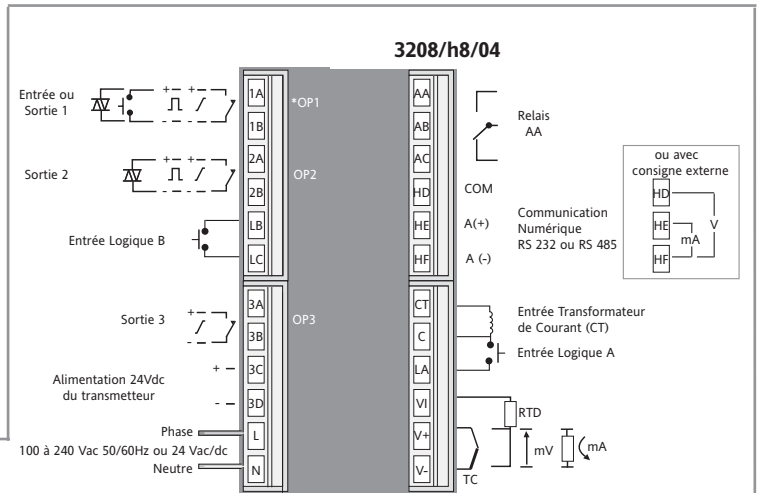 3208/h8/04
Entrée ou
Sortie 1
+ - + -
- - - -
1A
*OP1
1B
Sortie 2
+ - + -
- - - -
2A
OP2
2B
Entrée Logique B
LB
LC
Sortie 3
+ -
- -
3A
OP3
3B
Alimentation 24Vdc
du transmetteur
+ -
- -
3C
3D
Phase
100 à 240 Vac 50/60Hz ou 24 Vac/dc
Neutre
L
N
AA
AB
AC
Relais
AA
HD
COM
HE
A(+)
HF
A (-)
Communication
Numérique
RS 232 ou RS 485
ou avec
consigne externe
HD
HE
HF
mA
V
CT
C
LA
Entrée Transformateur
de Courant (CT)
Entrée Logique A
VI
V+
V-
RTD
TC
mV
mA